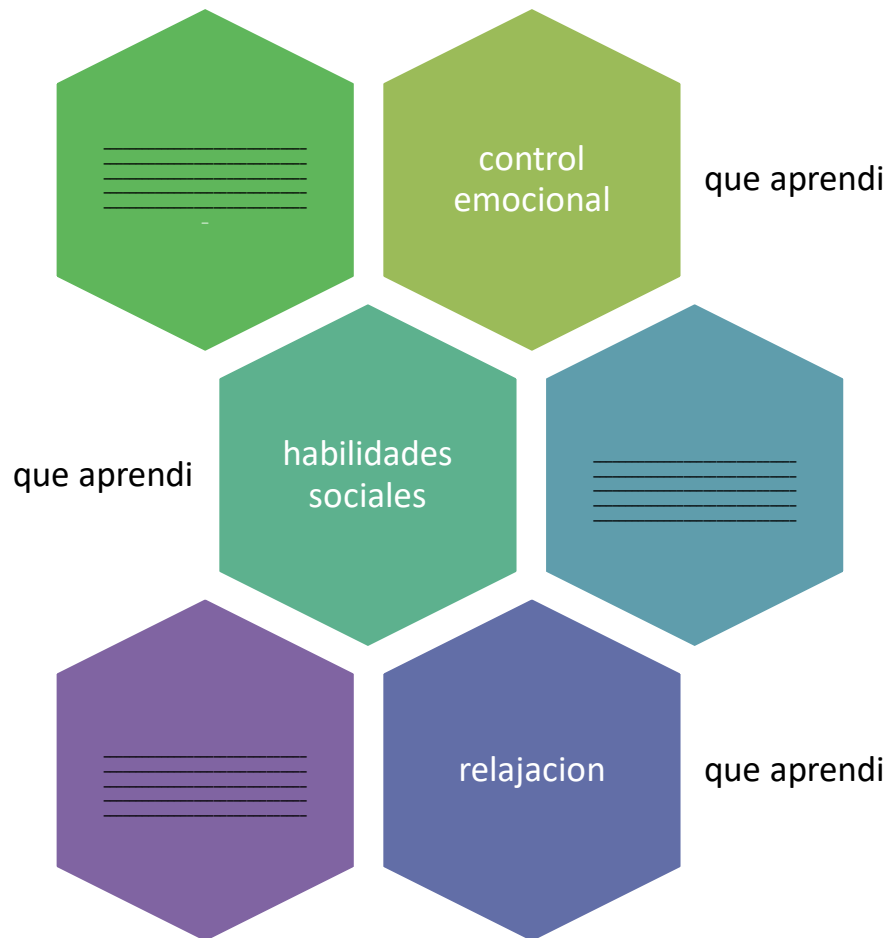 control
emocional
que aprendi
que aprendi
habilidades
sociales
relajacion
que aprendi